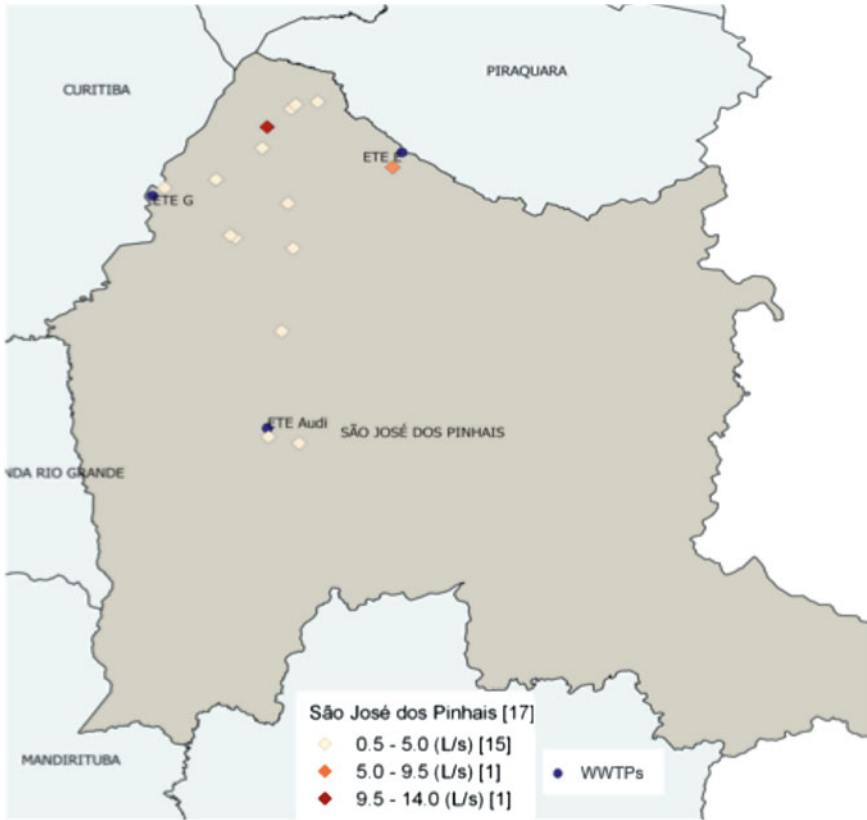 PIRAQUARA
CURITIBA
ETE E
ETE G
ETE Audi
SÃO JOSÉ DOS PINHAIS
NDA RIO GRANDE
São José dos Pinhais [17]
0.5 - 5.0 (L/s) [15]
5.0 - 9.5 (L/s) [1]
9.5 - 14.0 (L/s) [1]
WWTPs
MANDIRITUBA